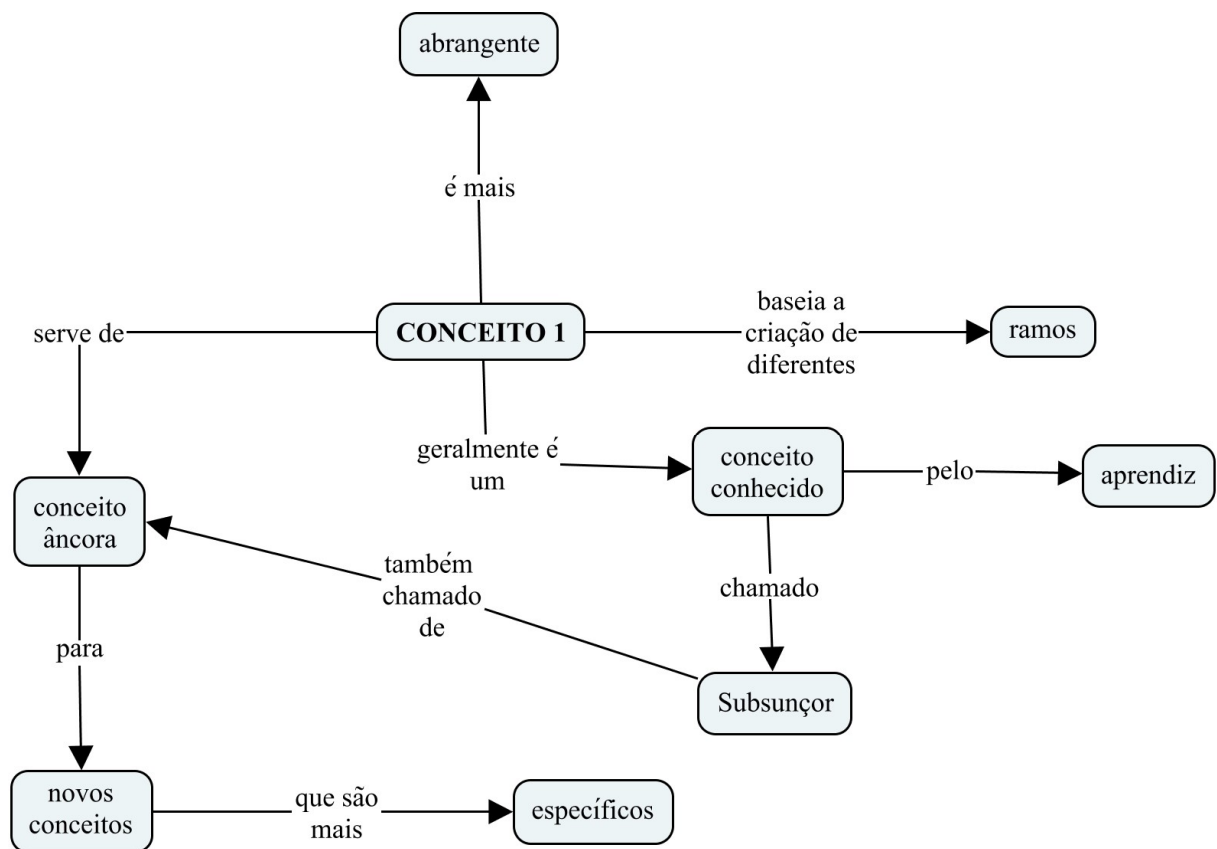 abrangente
é mais
serve de
CONCEITO 1
baseia a
criação de
diferentes
ramos
geralmente é
um
conceito
conhecido
pelo
aprendiz
conceito
âncora
também
chamado
de
chamado
para
Subsunçor
novos
conceitos
que são
mais
específicos